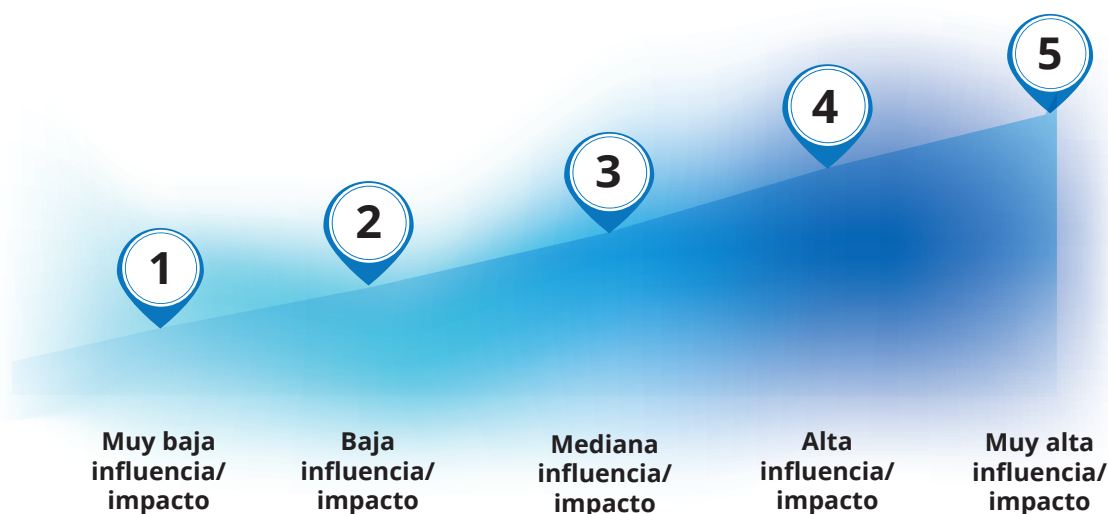 1
2
3
4
5
Muy baja
influencia/
impacto
Baja
influencia/
impacto
Mediana
influencia/
impacto
Alta
influencia/
impacto
Muy alta
influencia/
impacto